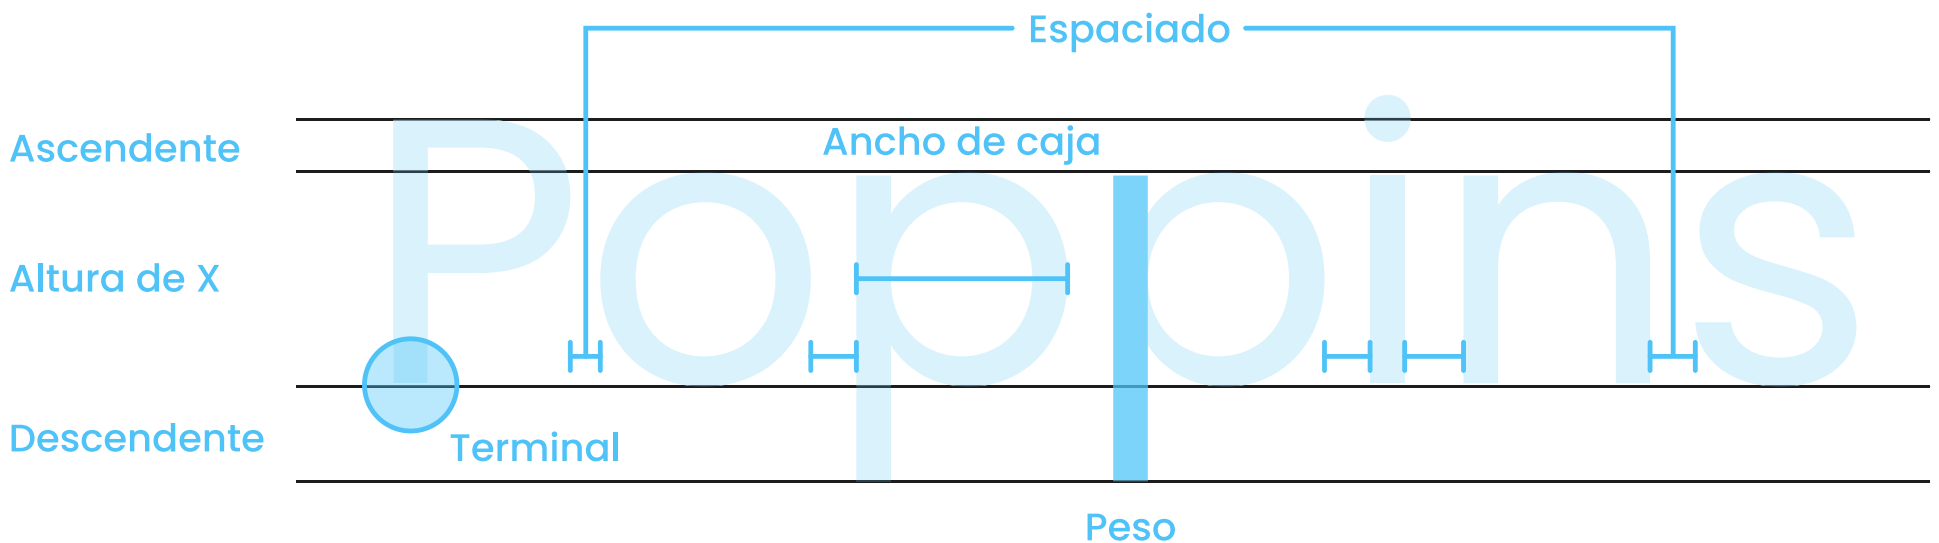 Espaciado
Ascendente
Ancho de caja
Poppins
Altura de X
Descendente
Terminal
Peso